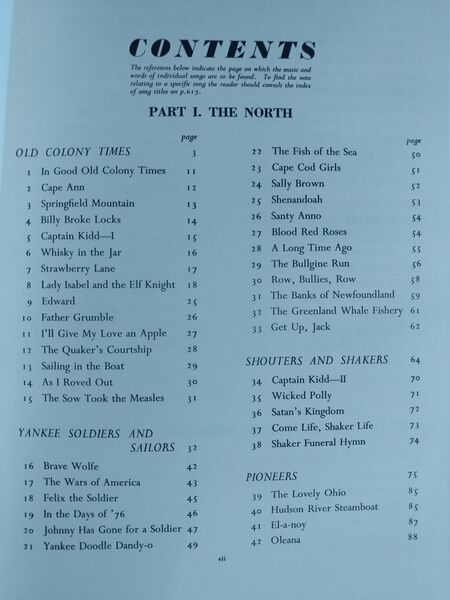 CONTENTS
The references below indicate the page on which the music and
words of individual songs are to be found. To find the note
relating to a specific song the reader should consult the index
of song titles on p.617.
PART I. THE NORTH
page
OLD COLONY TIMES 3
1 In Good Old Colony Times 11
2 Cape Ann 12
3 Springfield Mountain 13
4 Billy Broke Locks 14
5 Captain Kidd—I 15
6 Whisky in the Jar 16
7 Strawberry Lane 17
8 Lady Isabel and the Elf Knight 18
9 Edward 25
10 Father Grumble 26
11 I'll Give My Love an Apple 27
12 The Quaker's Courtship 28
13 Sailing in the Boat 29
14 As I Roved Out 30
15 The Sow Took the Measles 31
YANKEE SOLDIERS AND
SAILORS 32
16 Brave Wolfe 42
17 The Wars of America 43
18 Felix the Soldier 45
19 In the Days of '76 46
20 Johnny Has Gone for a Soldier 47
21 Yankee Doodle Dandy-o 49
page
22 The Fish of the Sea 50
23 Cape Cod Girls 51
24 Sally Brown 52
25 Shenandoah 53
26 Santy Anno 54
27 Blood Red Roses 54
28 A Long Time Ago 55
29 The Bullgine Run 56
30 Row, Bullies, Row 58
31 The Banks of Newfoundland 59
32 The Greenland Whale Fishery 61
33 Get Up, Jack 62
SHOUTERS AND SHAKERS 64
34 Captain Kidd—II 70
35 Wicked Polly 71
36 Satan's Kingdom 72
37 Come Life, Shaker Life 73
38 Shaker Funeral Hymn 74
PIONEERS 75
39 The Lovely Ohio 85
40 Hudson River Steamboat 85
41 El-a-noy 87
42 Oleana 88
vii